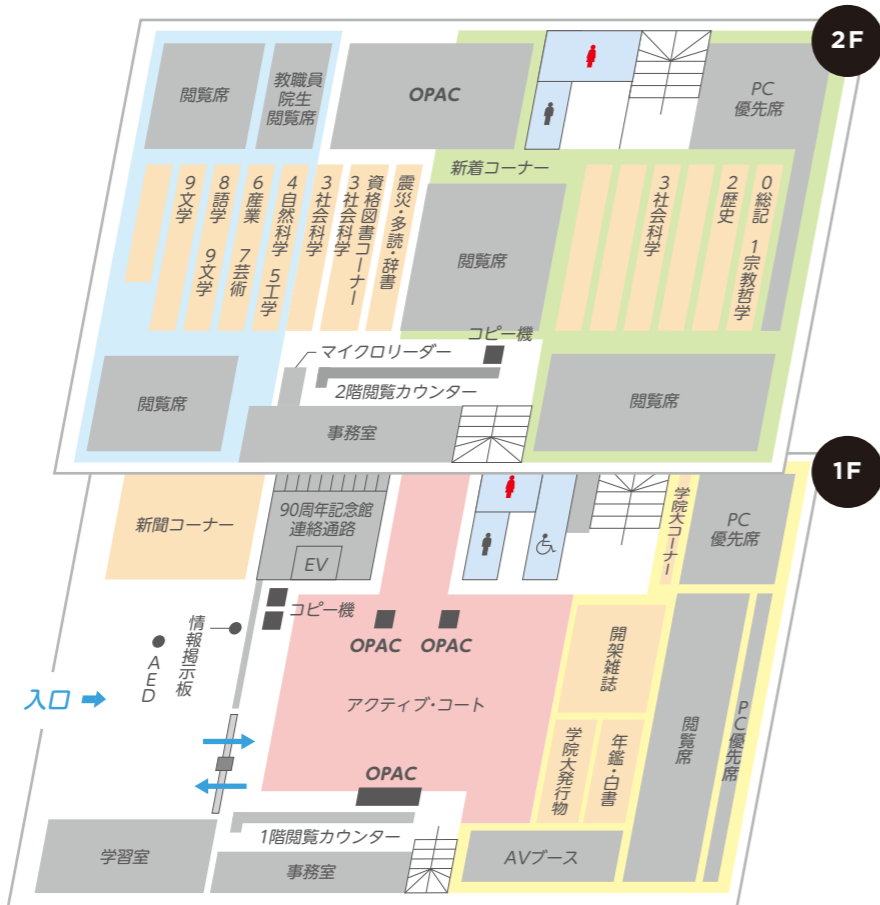 2F
閲覧席
教職員
院生
閲覧席
OPAC
PC
優先席
新着コーナー
9文学
8語学 9文学
6産業 7芸術
4自然科学 5工学
3社会科学
3社会科学
資格図書コーナー
震災・多読・辞書
閲覧席
3社会科学
2歴史
0総記 1宗教哲学
コピー機
マイクロリーダー
2階閲覧カウンター
閲覧席
事務室
閲覧席
1F
新聞コーナー
90周年記念館
連絡通路
EV
学院大コーナー
PC
優先席
コピー機
情報掲示板
AED
OPAC
OPAC
開架雑誌
入口
アクティブ・コート
閲覧席
PC優先席
学院大発行物
年鑑・白書
OPAC
1階閲覧カウンター
学習室
事務室
AVブース